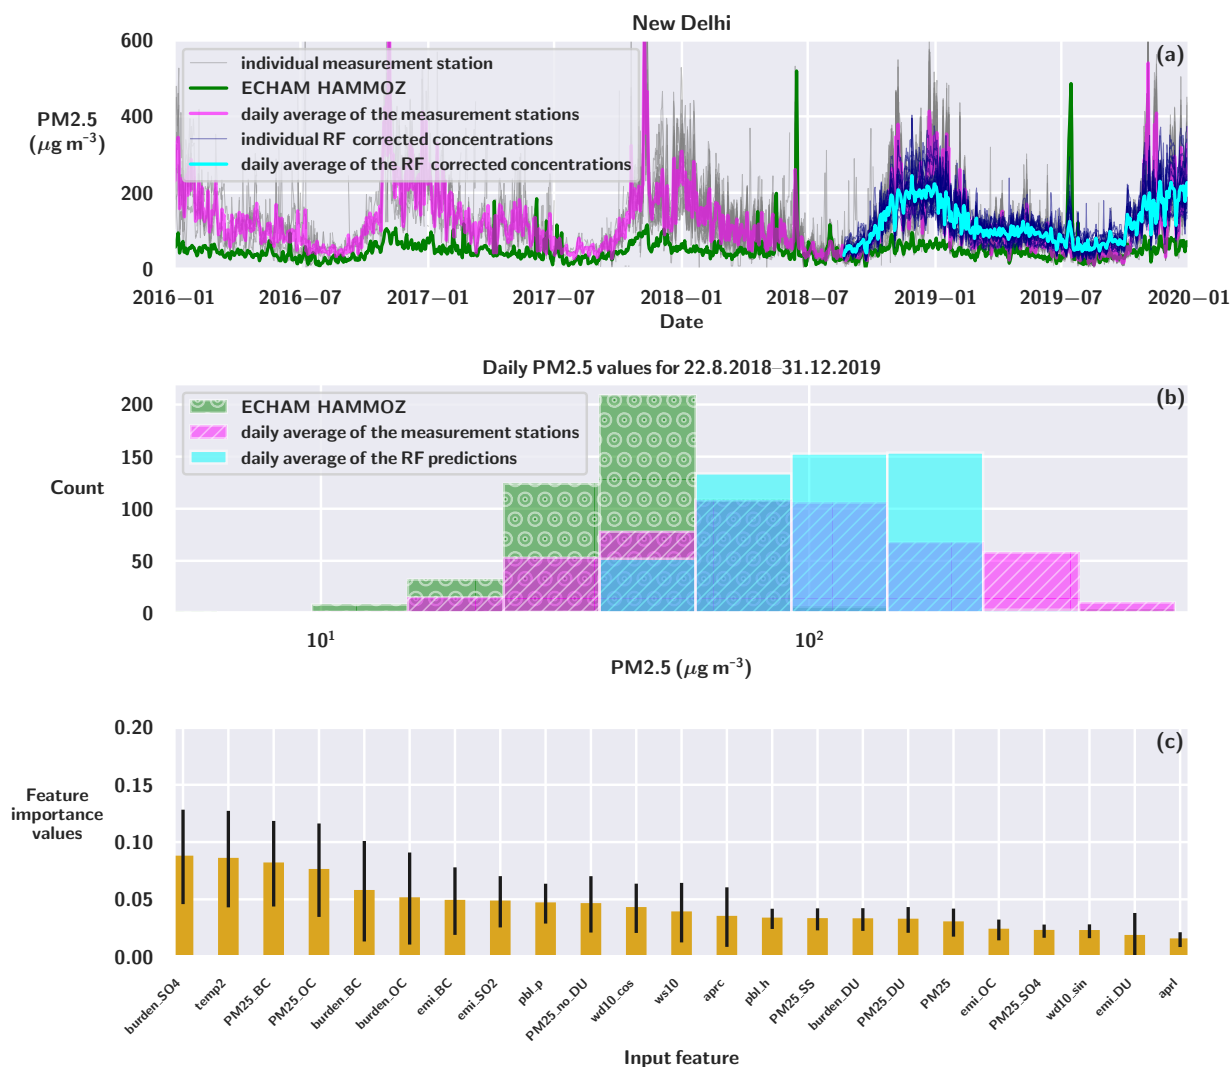 New Delhi
(a)
600
400
200
0
PM2.5
(μg m⁻³)
individual measurement station
ECHAM HAMMOZ
daily average of the measurement stations
individual RF corrected concentrations
daily average of the RF corrected concentrations
2016−01 2016−07 2017−01 2017−07 2018−01 2018−07 2019−01 2019−07 2020−01
Date
Daily PM2.5 values for 22.8.2018–31.12.2019
(b)
200
150
100
50
0
Count
ECHAM HAMMOZ
daily average of the measurement stations
daily average of the RF predictions
10¹ 10²
PM2.5 (μg m⁻³)
(c)
0.20
0.15
0.10
0.05
0.00
Feature
importance
values
burden_SO4 temp2 PM25_BC PM25_OC burden_BC burden_OC emi_BC emi_SO2 pbl_p PM25_no_DU wd10_cos ws10 aprc pbl_h PM25_SS burden_DU PM25_DU PM25 emi_OC PM25_SO4 wd10_sin emi_DU aprl
Input feature